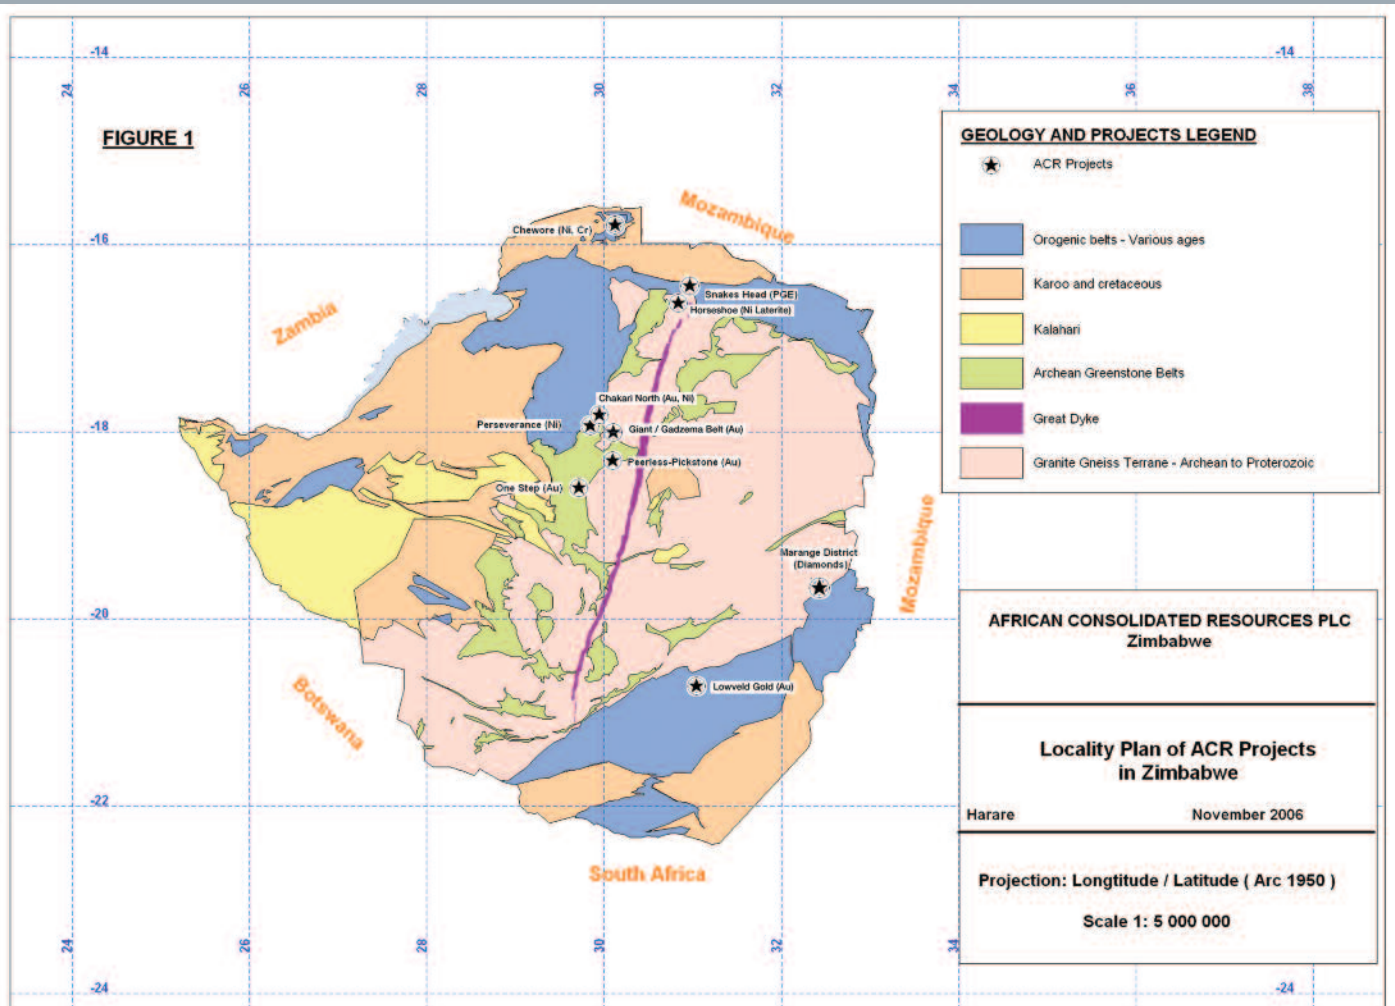 -14
-14
24
26
28
30
32
34
36
38
FIGURE 1
GEOLOGY AND PROJECTS LEGEND
ACR Projects
Orogenic belts - Various ages
Karoo and cretaceous
Kalahari
Archean Greenstone Belts
Great Dyke
Granite Gneiss Terrane - Archean to Proterozoic
Mozambique
Chewore (Ni, Cr)
-16
Snakes Head (PGE)
Horseshoe (Ni Laterite)
Zambia
Chakari North (Au, Ni)
Perseverance (Ni)
Giant / Gadzema Belt (Au)
-18
Peerless-Pickstone (Au)
One Step (Au)
Mozambique
Marange District
(Diamonds)
-20
Lowveld Gold (Au)
Botswana
-22
South Africa
AFRICAN CONSOLIDATED RESOURCES PLC
Zimbabwe
Locality Plan of ACR Projects
in Zimbabwe
Harare November 2006
Projection: Longtitude / Latitude ( Arc 1950 )
Scale 1: 5 000 000
24
26
28
30
32
34
-24
-24